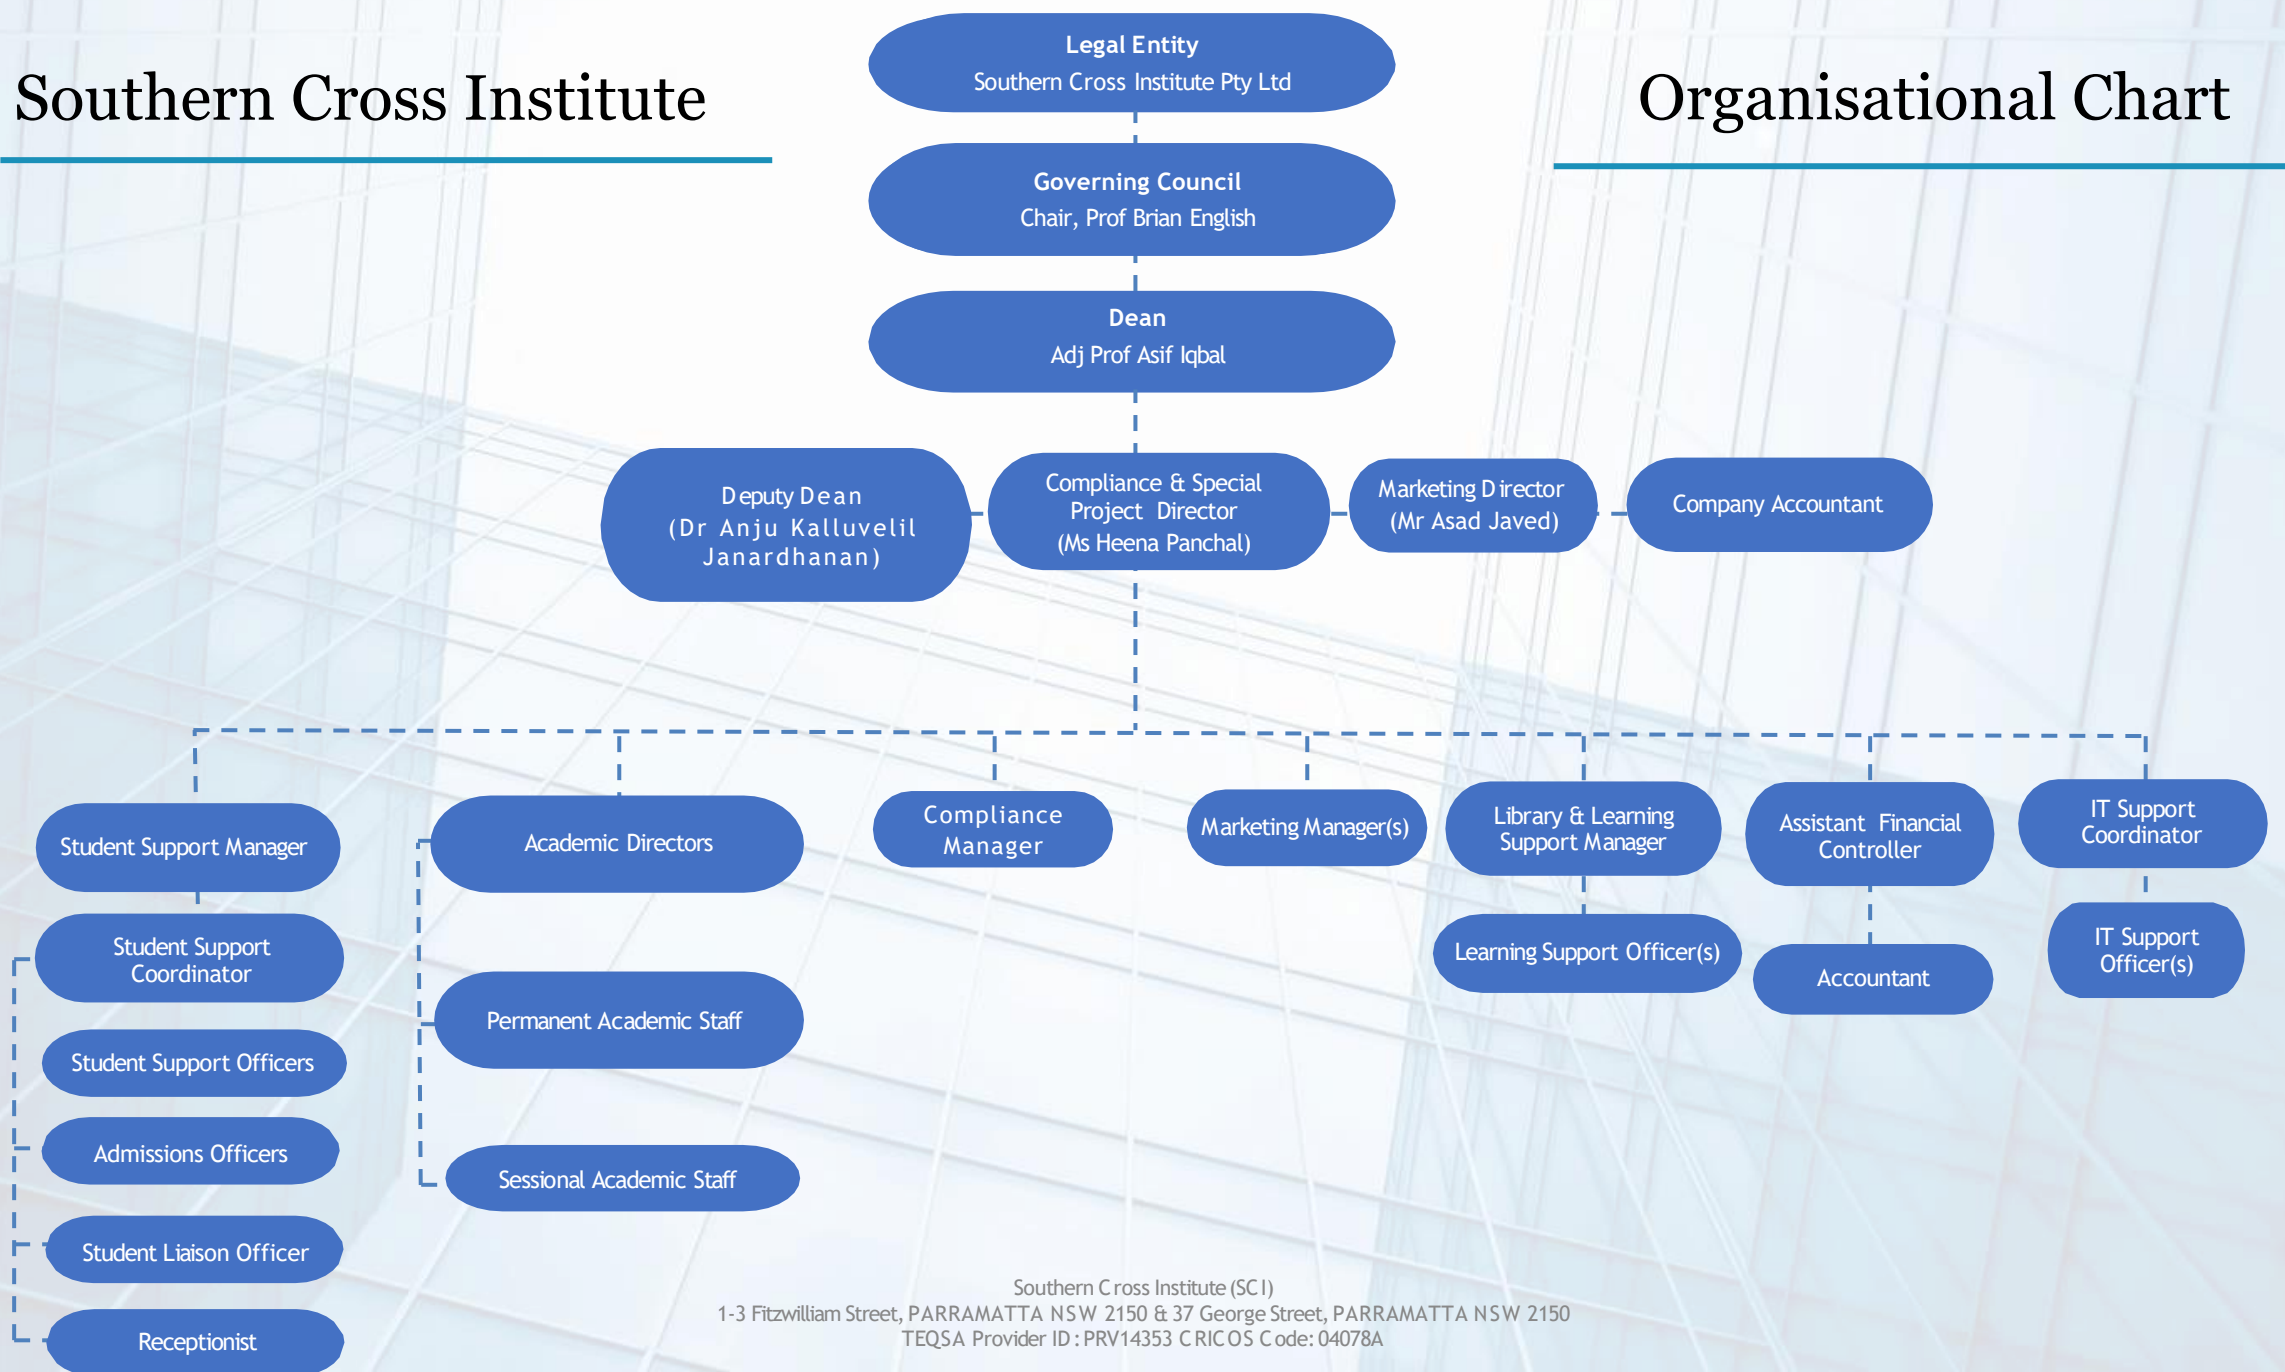 Southern Cross Institute
Organisational Chart
Legal Entity
Southern Cross Institute Pty Ltd
Governing Council
Chair, Prof Brian English
Dean
Adj Prof Asif Iqbal
Deputy Dean
(Dr Anju Kalluvelil
Janardhanan)
Compliance & Special
Project Director
(Ms Heena Panchal)
Marketing Director
(Mr Asad Javed)
Company Accountant
Student Support Manager
Academic Directors
Compliance
Manager
Marketing Manager(s)
Library & Learning
Support Manager
Assistant Financial
Controller
IT Support
Coordinator
Student Support
Coordinator
Learning Support Officer(s)
Accountant
IT Support
Officer(s)
Student Support Officers
Permanent Academic Staff
Admissions Officers
Sessional Academic Staff
Student Liaison Officer
Receptionist
Southern Cross Institute (SCI)
1-3 Fitzwilliam Street, PARRAMATTA NSW 2150 & 37 George Street, PARRAMATTA NSW 2150
TEQSA Provider ID: PRV14353 CRICOS Code: 04078A